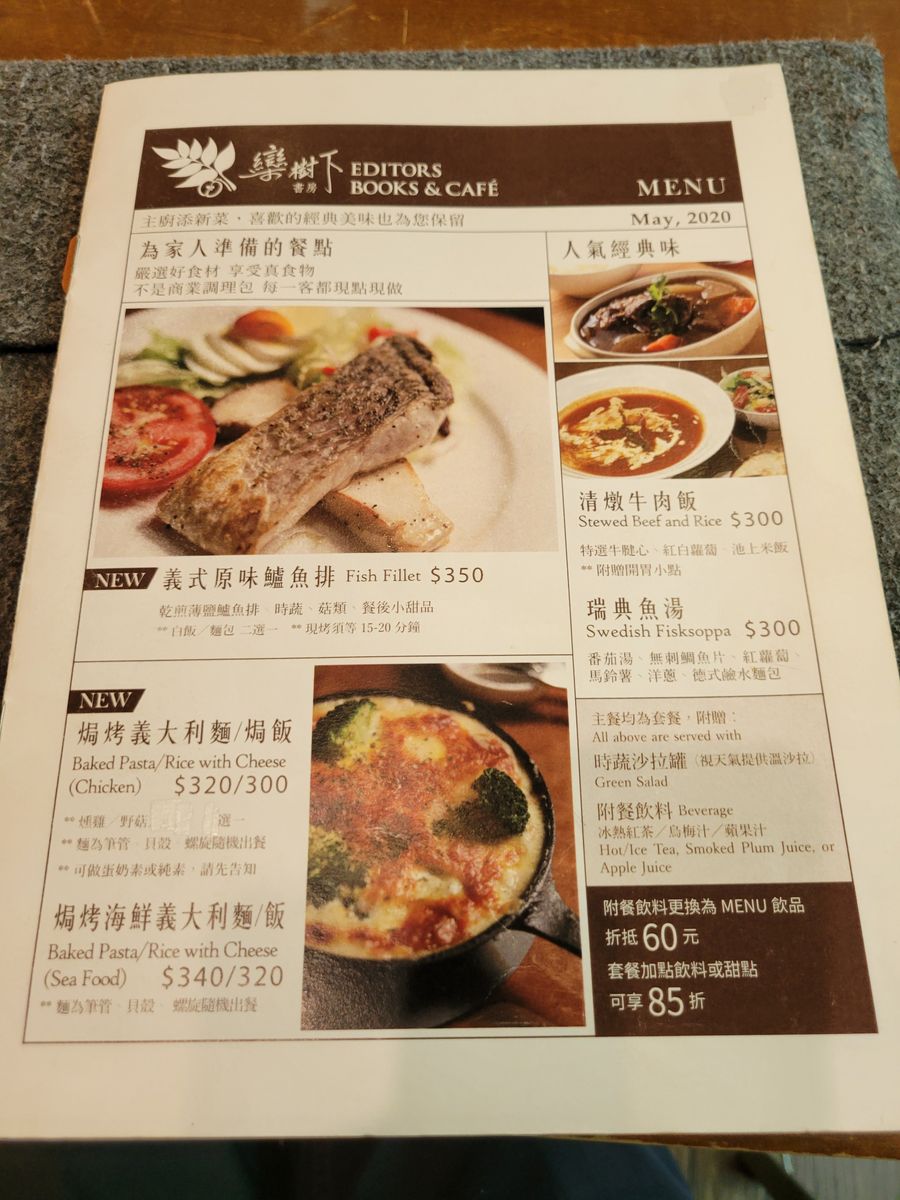 欒樹下
書房
EDITORS
BOOKS & CAFÉ
MENU
主廚添新菜，喜歡的經典美味也為您保留
May, 2020
為家人準備的餐點
嚴選好食材 享受真食物
不是商業調理包 每一客都現點現做
NEW 義式原味鱸魚排 Fish Fillet $350
乾煎薄鹽鱸魚排、時蔬、菇類、餐後小甜品
** 白飯／麵包 二選一 ** 現烤須等 15-20 分鐘
NEW
焗烤義大利麵/焗飯
Baked Pasta/Rice with Cheese
(Chicken) $320/300
** 燻雞／野菇 選一
** 麵為筆管、貝殼、螺旋隨機出餐
** 可做蛋奶素或純素，請先告知
焗烤海鮮義大利麵/飯
Baked Pasta/Rice with Cheese
(Sea Food) $340/320
** 麵為筆管、貝殼、螺旋隨機出餐
人氣經典味
清燉牛肉飯
Stewed Beef and Rice $300
特選牛腱心、紅白蘿蔔、池上米飯
** 附贈開胃小點
瑞典魚湯
Swedish Fisksoppa $300
番茄湯、無刺鯛魚片、紅蘿蔔、
馬鈴薯、洋蔥、德式鹼水麵包
主餐均為套餐，附贈：
All above are served with
時蔬沙拉罐（視天氣提供溫沙拉）
Green Salad
附餐飲料 Beverage
冰熱紅茶／烏梅汁／蘋果汁
Hot/Ice Tea, Smoked Plum Juice, or
Apple Juice
附餐飲料更換為 MENU 飲品
折抵 60 元
套餐加點飲料或甜點
可享 85 折